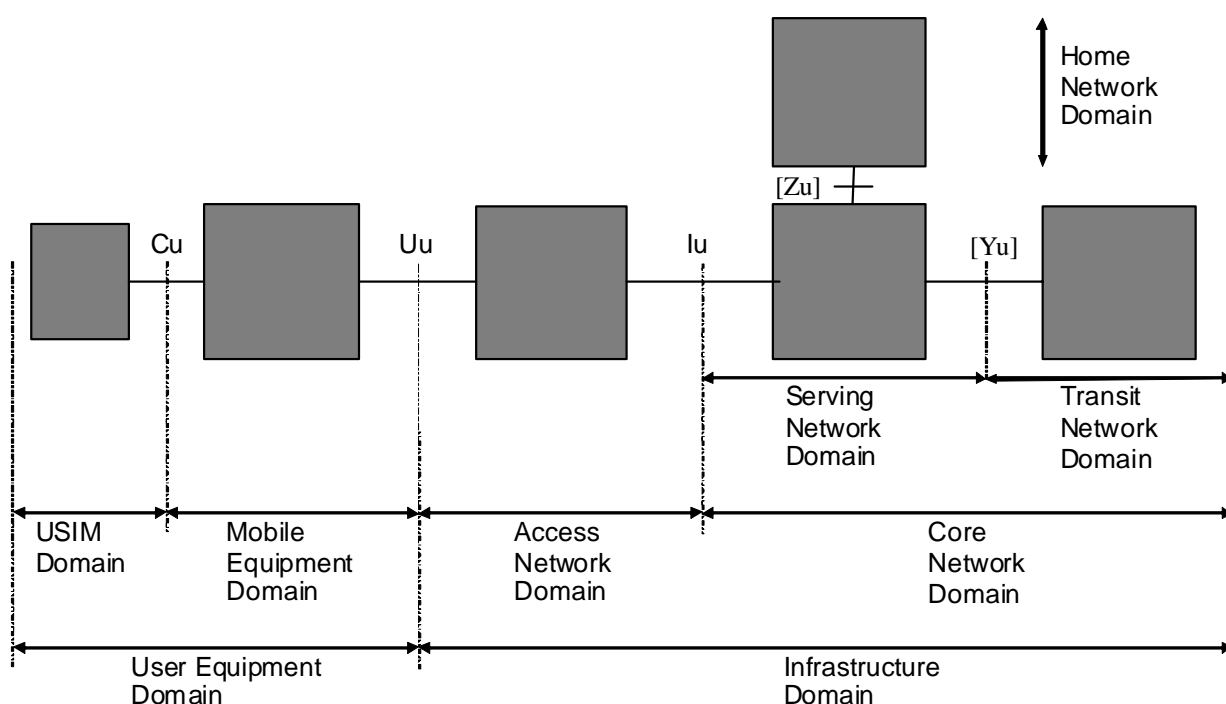 Home
Network
Domain
[Zu]
Cu
Uu
Iu
[Yu]
Serving
Network
Domain
Transit
Network
Domain
USIM
Domain
Mobile
Equipment
Domain
Access
Network
Domain
Core
Network
Domain
User Equipment
Domain
Infrastructure
Domain